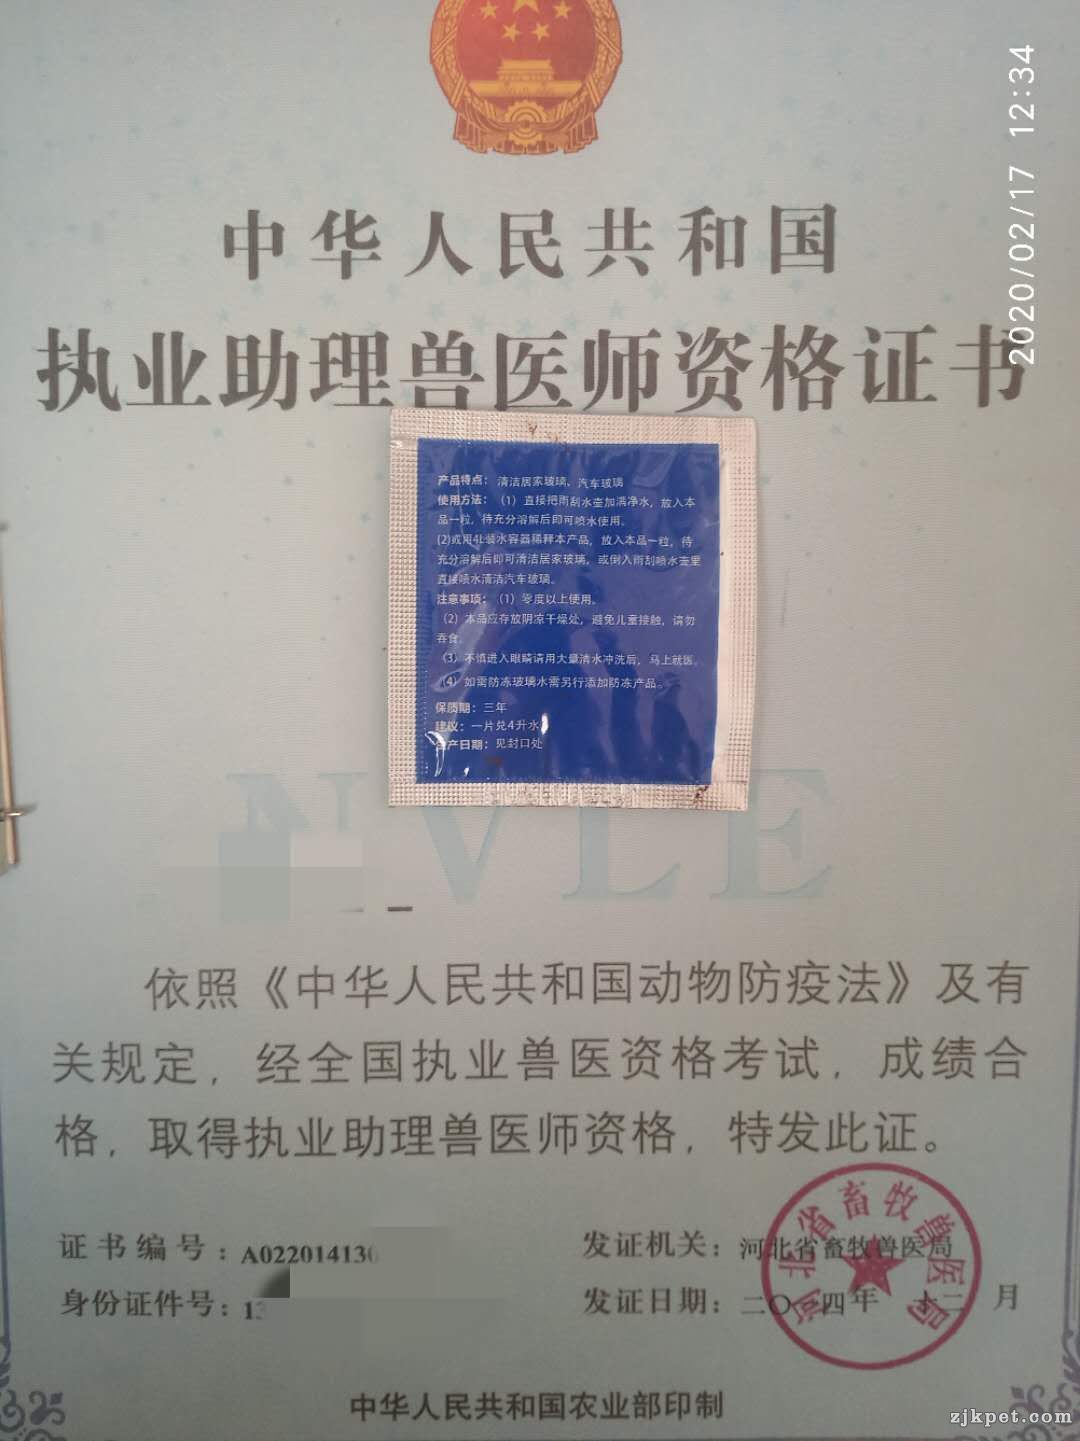 2020/02/17 12:34
中华人民共和国
执业助理兽医师资格证书
产品特点：清洁居家玻璃、汽车玻璃
使用方法：（1）直接把雨刮水壶加满净水，放入本
品一粒，待充分溶解后即可喷水使用。
(2)或用4L装水容器稀释本产品，放入本品一粒，待
充分溶解后即可清洁居家玻璃，或倒入雨刮喷水壶里
直接喷水清洁汽车玻璃。
注意事项：（1）零度以上使用。
（2）本品应存放阴凉干燥处，避免儿童接触，请勿
吞食。
（3）不慎进入眼睛请用大量清水冲洗后，马上就医。
（4）如需防冻玻璃水需另行添加防冻产品。
保质期：三年
建议：一片兑4升水
生产日期：见封口处
NVLE
依照《中华人民共和国动物防疫法》及有
关规定，经全国执业兽医资格考试，成绩合
格，取得执业助理兽医师资格，特发此证。
证书编号：A022014130
发证机关：河北省畜牧兽医局
身份证件号：13
发证日期：二〇一四年 十二 月
河北省畜牧兽医局
中华人民共和国农业部印制
zjkpet.com